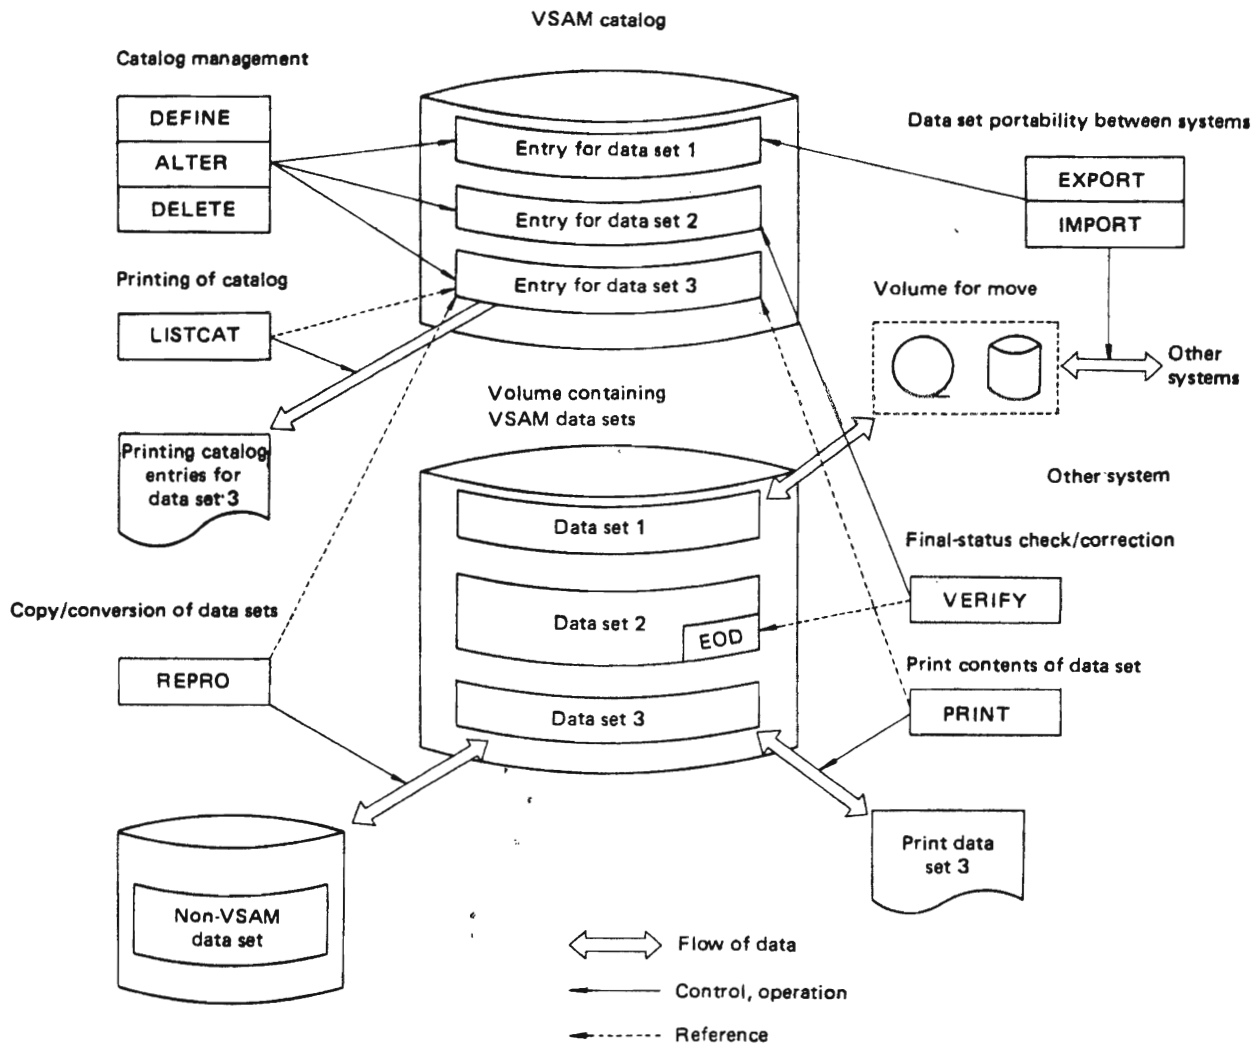 VSAM catalog
Catalog management
DEFINE
ALTER
DELETE
Entry for data set 1
Entry for data set 2
Entry for data set 3
Data set portability between systems
EXPORT
IMPORT
Printing of catalog
LISTCAT
Volume for move
Other
systems
Printing catalog
entries for
data set 3
Volume containing
VSAM data sets
Data set 1
Data set 2
EOD
Data set 3
Other system
Final-status check/correction
VERIFY
Print contents of data set
PRINT
Copy/conversion of data sets
REPRO
Non-VSAM
data set
Print data
set 3
Flow of data
Control, operation
Reference